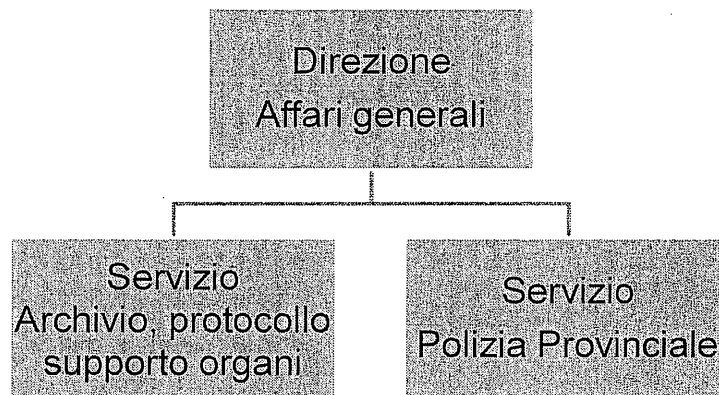 Direzione
Affari generali
Servizio
Archivio, protocollo
supporto organi
Servizio
Polizia Provinciale